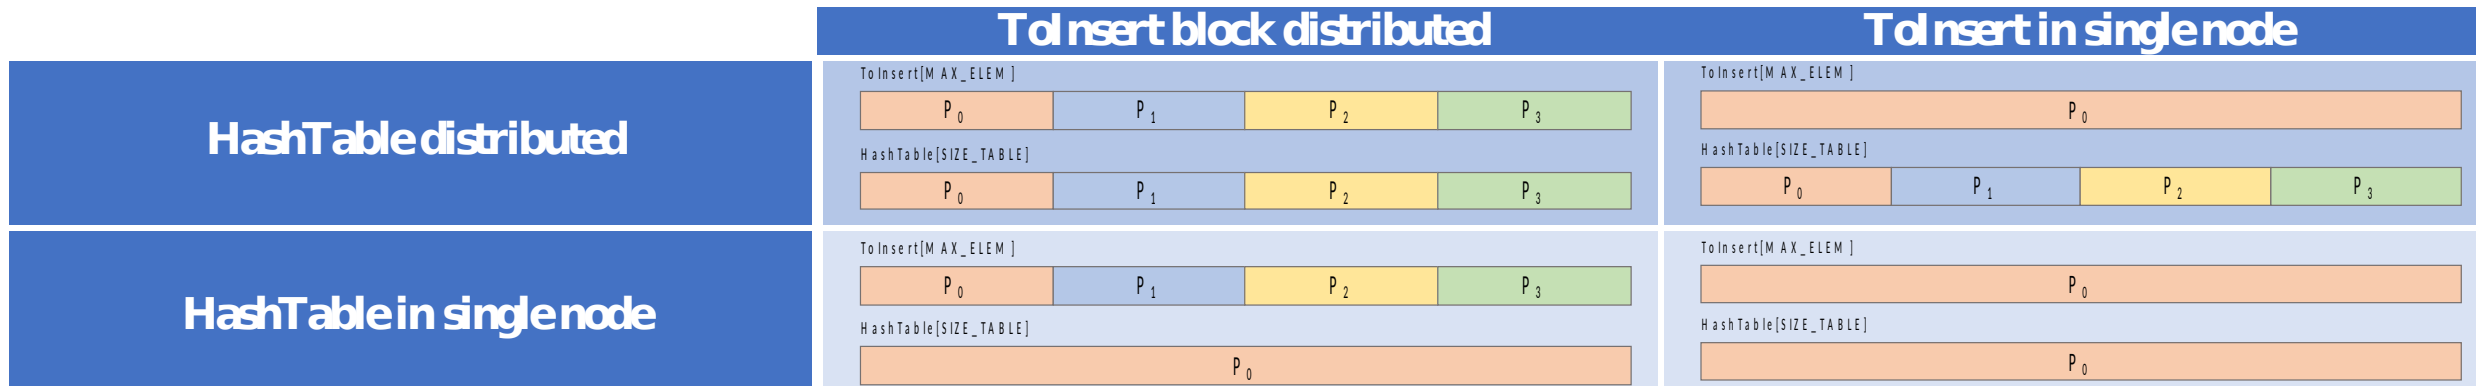 ToInsert block distributed
ToInsert in single node
HashTable distributed
ToInsert[MAX_ELEM]
P0 P1 P2 P3
HashTable[SIZE_TABLE]
P0 P1 P2 P3
ToInsert[MAX_ELEM]
P0
HashTable[SIZE_TABLE]
P0 P1 P2 P3
HashTable in single node
ToInsert[MAX_ELEM]
P0 P1 P2 P3
HashTable[SIZE_TABLE]
P0
ToInsert[MAX_ELEM]
P0
HashTable[SIZE_TABLE]
P0